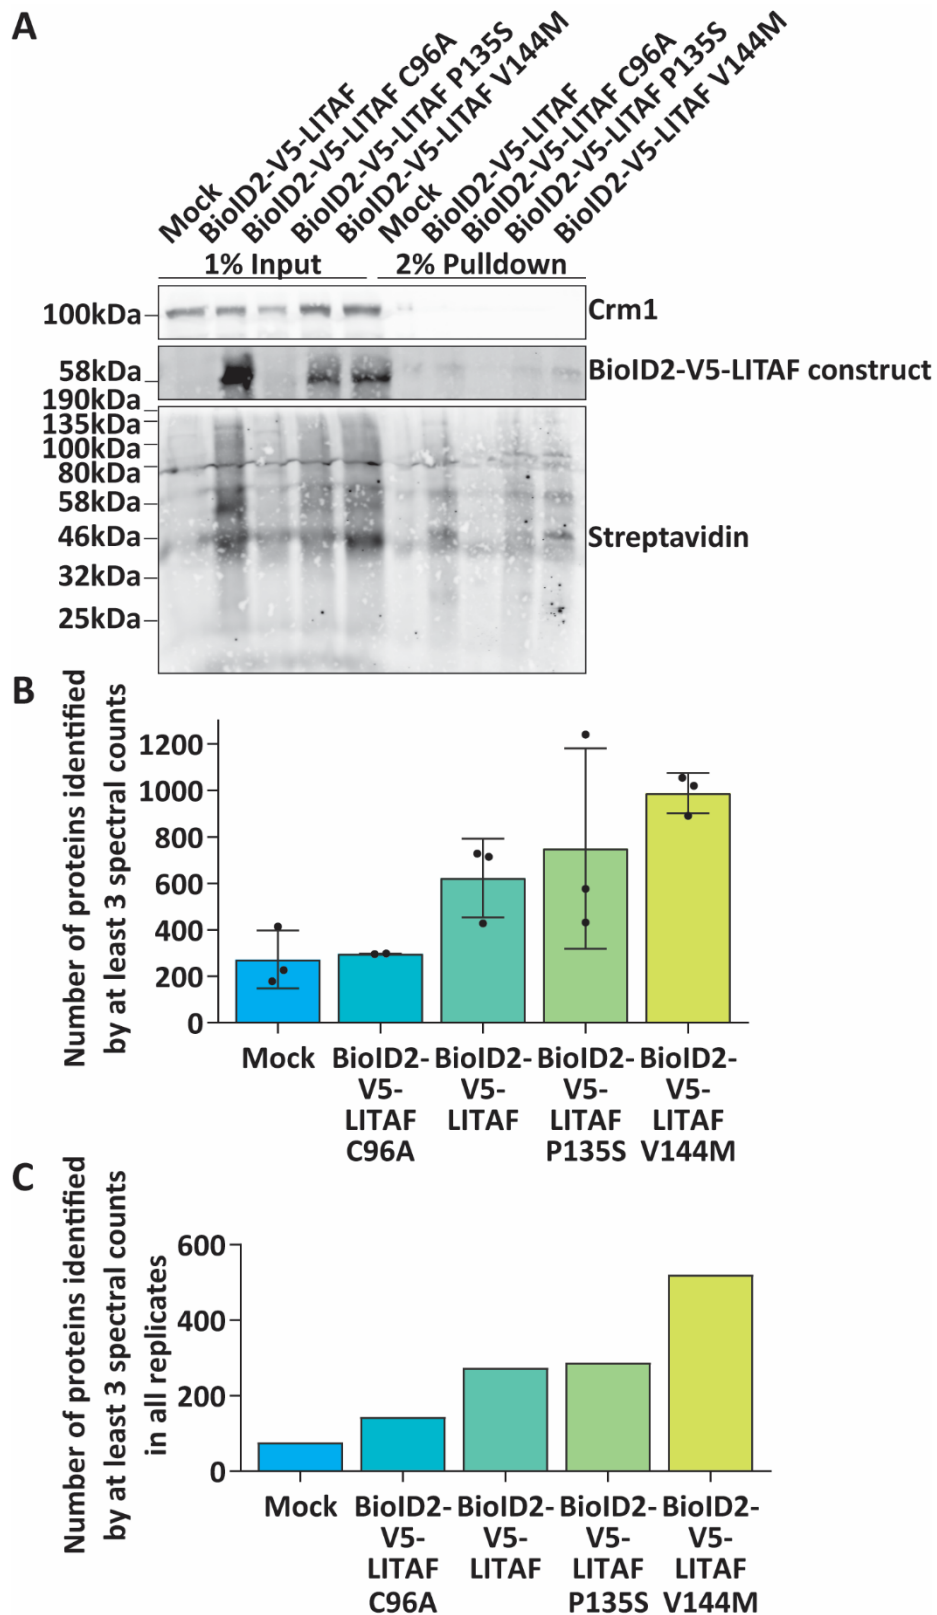 A
Mock
BioID2-V5-LITAF
BioID2-V5-LITAF C96A
BioID2-V5-LITAF P135S
BioID2-V5-LITAF V144M
Mock
BioID2-V5-LITAF
BioID2-V5-LITAF C96A
BioID2-V5-LITAF P135S
BioID2-V5-LITAF V144M
1% Input
2% Pulldown
100kDa
Crm1
58kDa
BioID2-V5-LITAF construct
190kDa
135kDa
100kDa
80kDa
58kDa
46kDa
Streptavidin
32kDa
25kDa
B
Number of proteins identified
by at least 3 spectral counts
1200
1000
800
600
400
200
0
Mock
BioID2-
V5-
LITAF
C96A
BioID2-
V5-
LITAF
BioID2-
V5-
LITAF
P135S
BioID2-
V5-
LITAF
V144M
C
Number of proteins identified
by at least 3 spectral counts
in all replicates
600
400
200
0
Mock
BioID2-
V5-
LITAF
C96A
BioID2-
V5-
LITAF
BioID2-
V5-
LITAF
P135S
BioID2-
V5-
LITAF
V144M